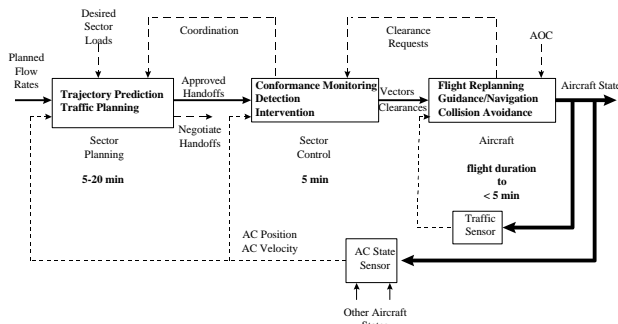 Desired
Sector
Loads
Coordination
Clearance
Requests
AOC
Planned
Flow
Rates
Trajectory Prediction
Traffic Planning
Approved
Handoffs
Conformance Monitoring
Detection
Intervention
Vectors
Clearances
Flight Replanning
Guidance/Navigation
Collision Avoidance
Aircraft State
Negotiate
Handoffs
Sector
Planning
5-20 min
Sector
Control
5 min
Aircraft
flight duration
to
< 5 min
Traffic
Sensor
AC Position
AC Velocity
AC State
Sensor
Other Aircraft